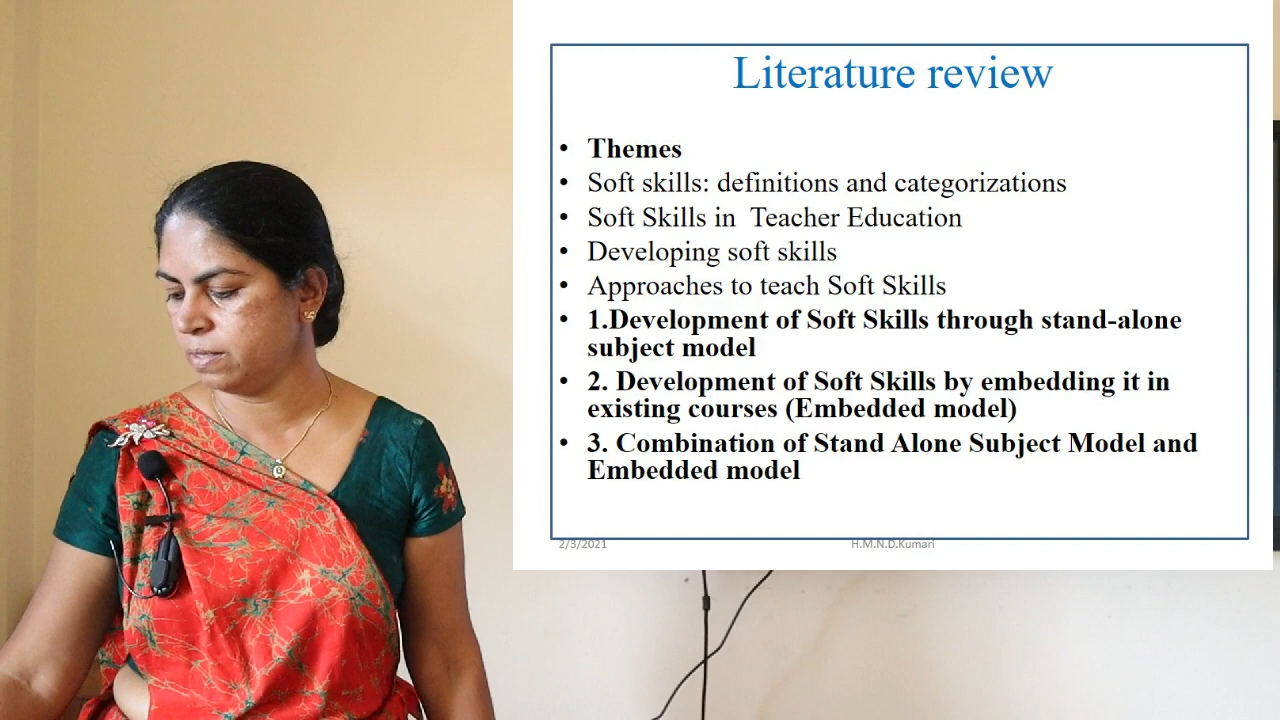 Literature review
• Themes
• Soft skills: definitions and categorizations
• Soft Skills in  Teacher Education
• Developing soft skills
• Approaches to teach Soft Skills
• 1.Development of Soft Skills through stand-alone
subject model
• 2. Development of Soft Skills by embedding it in
existing courses (Embedded model)
• 3. Combination of Stand Alone Subject Model and
Embedded model
2/3/2021 H.M.N.D.Kumari